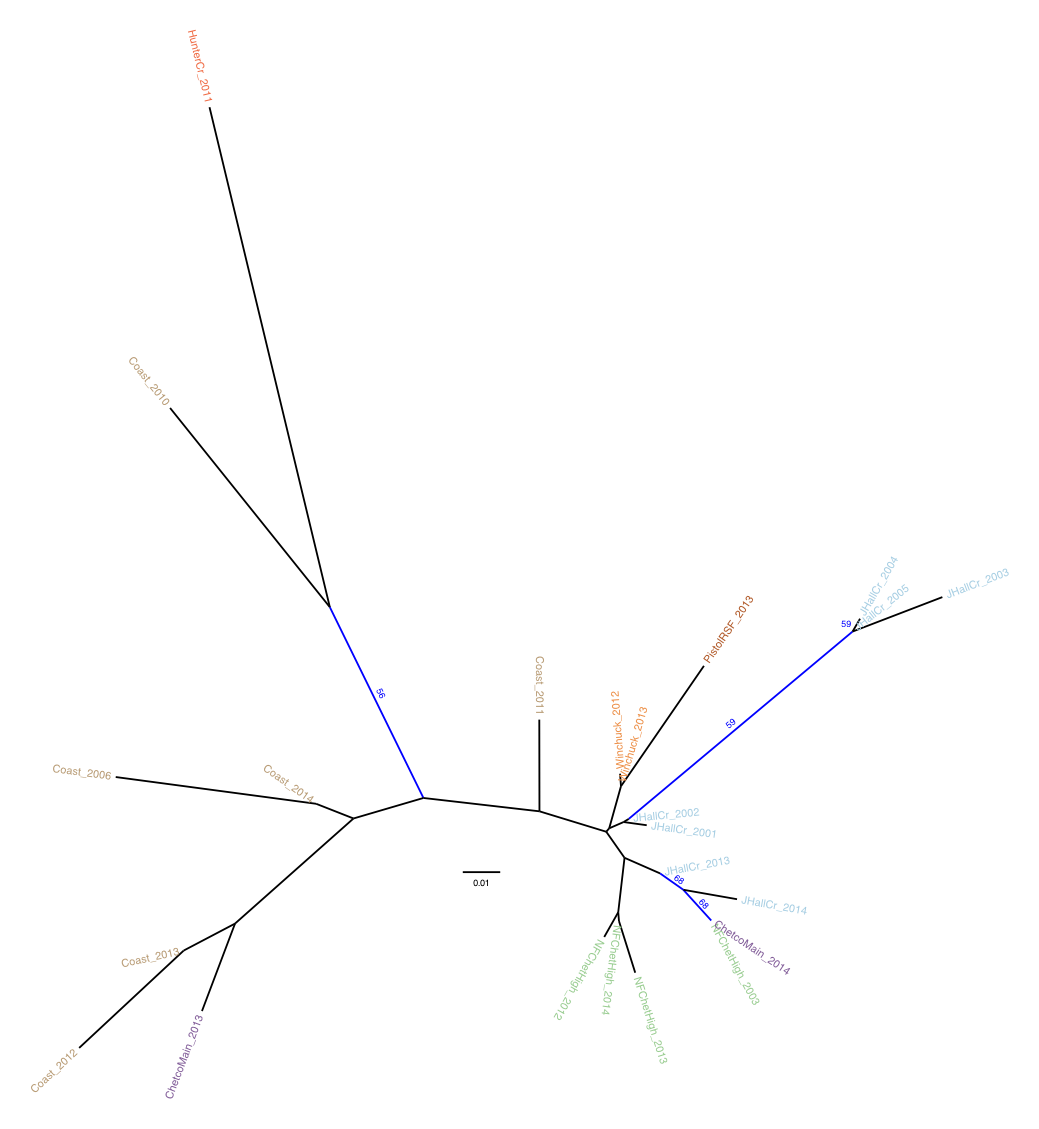 HunterCr_2011
Coast_2010
JHallCr_2004
JHallCr_2003
JHallCr_2005
59
PistolRSF_2013
Coast_2011
56
Winchuck_2012
Winchuck_2013
59
Coast_2006
Coast_2014
JHallCr_2002
JHallCr_2001
JHallCr_2013
0.01
68
68
JHallCr_2014
ChetcoMain_2014
NFChetHigh_2003
Coast_2013
NFChetHigh_2012
NFChetHigh_2014
NFChetHigh_2013
Coast_2012
ChetcoMain_2013